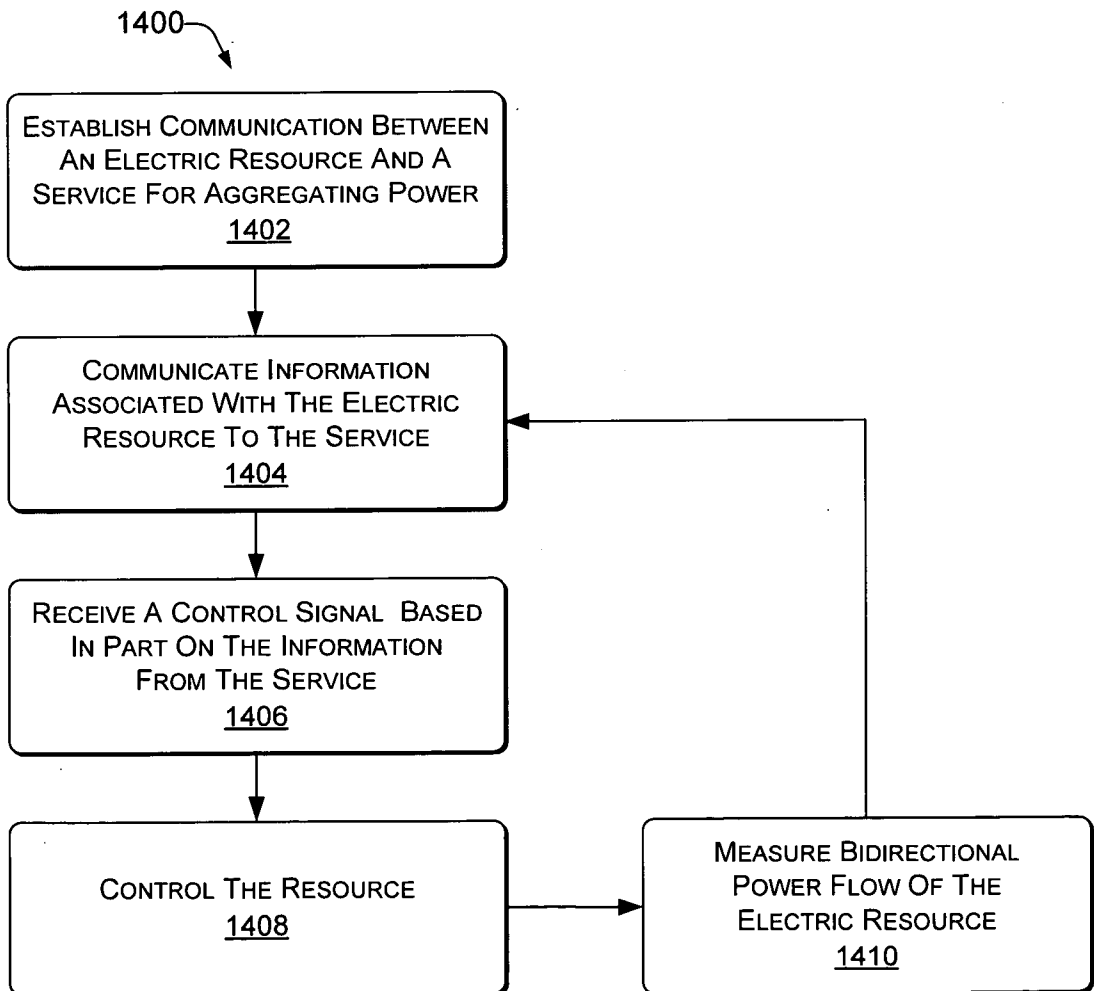 1400
ESTABLISH COMMUNICATION BETWEEN
AN ELECTRIC RESOURCE AND A
SERVICE FOR AGGREGATING POWER
1402
COMMUNICATE INFORMATION
ASSOCIATED WITH THE ELECTRIC
RESOURCE TO THE SERVICE
1404
RECEIVE A CONTROL SIGNAL BASED
IN PART ON THE INFORMATION
FROM THE SERVICE
1406
CONTROL THE RESOURCE
1408
MEASURE BIDIRECTIONAL
POWER FLOW OF THE
ELECTRIC RESOURCE
1410